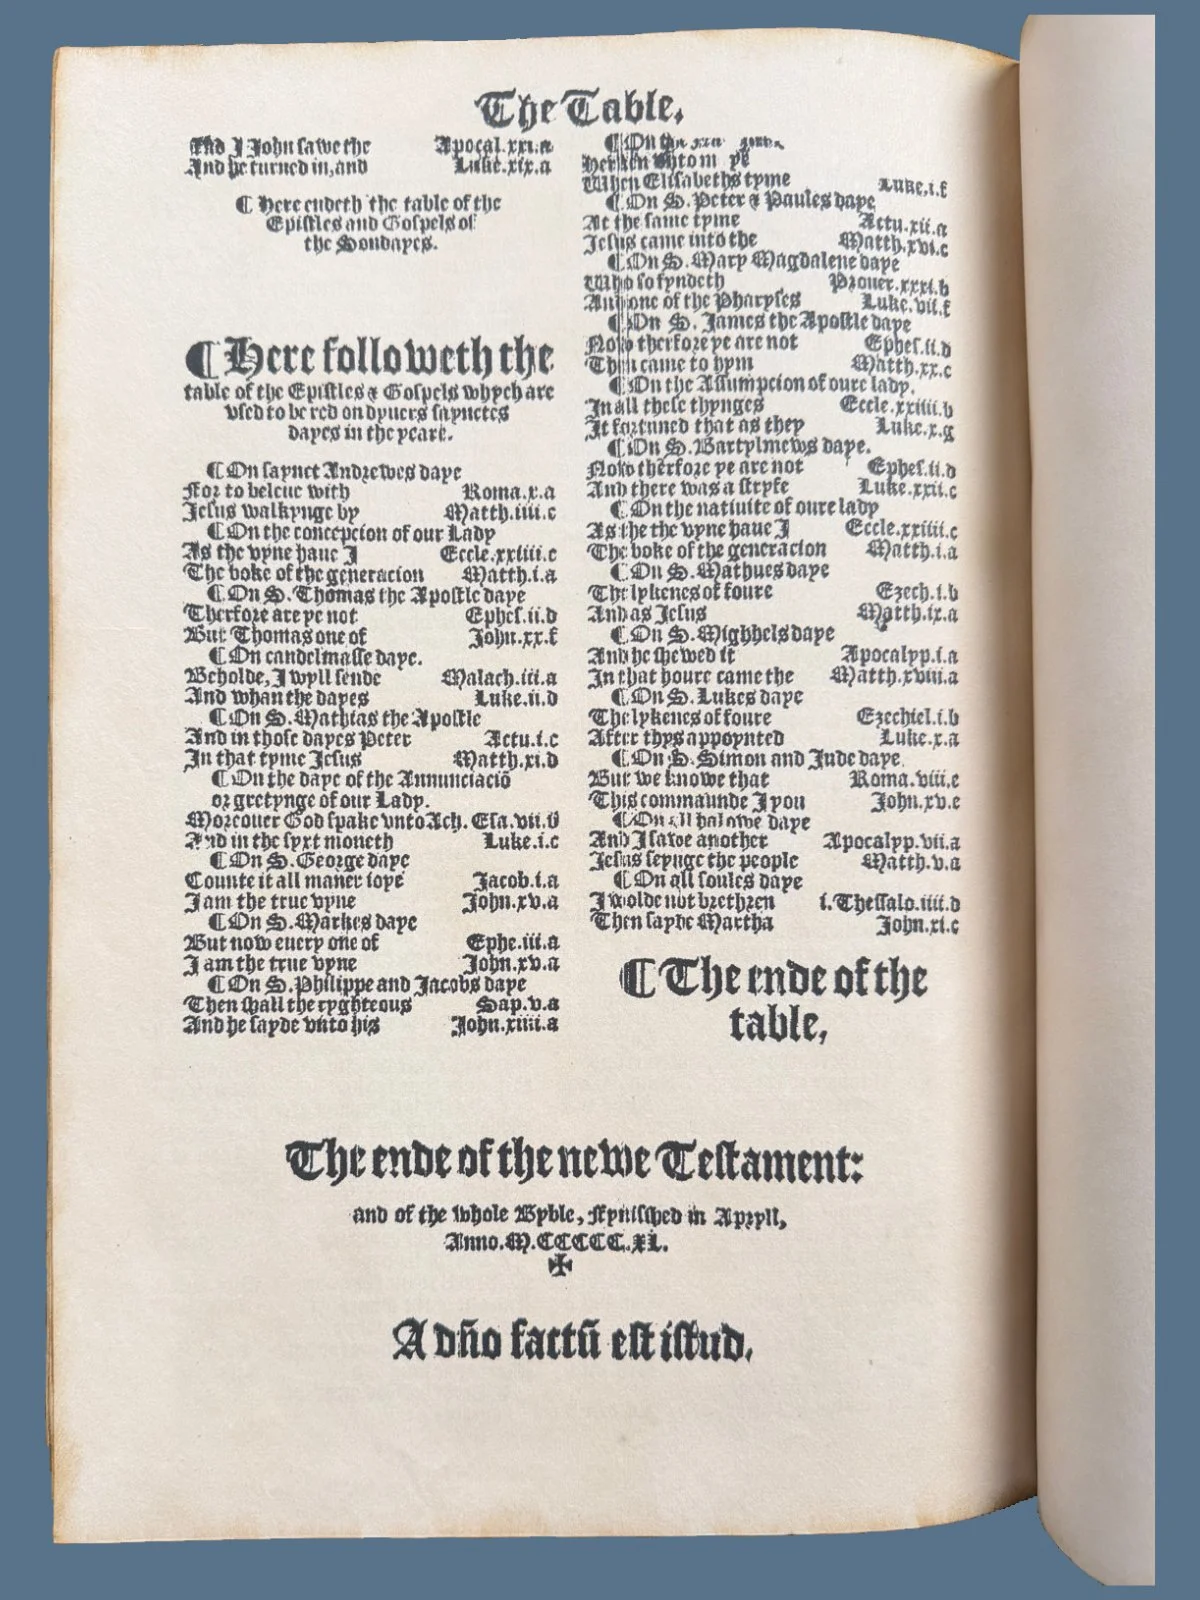 The Table.
And I John sawe the Apocal.xxi.a
And he turned in, and Luke.xix.a
¶ Here endeth the table of the
Epistles and Gospels of
the Sondayes.
¶ Here followeth the
table of the Epistles & Gospels whych are
vsed to be red on dyuers saynctes
dayes in the yeare.
¶ On saynct Andrewes daye
For to beleue with Roma.x.a
Jesus walkynge by Matth.iiii.c
¶ On the concepcion of our Lady
As the vyne haue I Eccle.xxiiii.c
The boke of the generacion Matth.i.a
¶ On S. Thomas the Apostle daye
Therfore are ye not Ephes.ii.d
But Thomas one of John.xx.f
¶ On candelmasse daye.
Beholde, I wyll sende Malach.iii.a
And whan the dayes Luke.ii.d
¶ On S. Mathias the Apostle
And in those dayes Peter Actu.i.c
In that tyme Jesus Matth.xi.d
¶ On the daye of the Annunciaciō
or gretynge of our Lady.
Moreouer God spake vnto Ach. Esa.vii.b
And in the syxt moneth Luke.i.c
¶ On S. George daye
Counte it all maner ioye Jacob.i.a
I am the true vyne John.xv.a
¶ On S. Markes daye
But now euery one of Ephe.iii.a
I am the true vyne John.xv.a
¶ On S. Philippe and Jacobs daye
Then shall the ryghteous Sap.v.a
And he sayde vnto his John.xiiii.a
¶ On
ye
When Elisabeths tyme Luke.i.f
¶ On S. Peter & Paules daye
At the same tyme Actu.xii.a
Jesus came into the Matth.xvi.c
¶ On S. Mary Magdalene daye
Who so fyndeth Prouer.xxxi.b
And one of the Pharyses Luke.vii.f
¶ On S. James the Apostle daye
Now therfore ye are not Ephes.ii.d
Then came to hym Matth.xx.c
¶ On the Assumpcion of oure lady.
In all these thynges Eccle.xxiiii.b
It fortuned that as they Luke.x.g
¶ On S. Bartylmews daye.
Now therfore ye are not Ephes.ii.d
And there was a stryfe Luke.xxii.c
¶ On the natiuite of oure lady
As the the vyne haue I Eccle.xxiiii.c
The boke of the generacion Matth.i.a
¶ On S. Mathues daye
The lykenes of foure Ezech.i.b
And as Jesus Matth.ix.a
¶ On S. Mighhels daye
And he shewed it Apocalyp.i.a
In that houre came the Matth.xviii.a
¶ On S. Lukes daye
The lykenes of foure Ezechiel.i.b
After thys appoynted Luke.x.a
¶ On S. Simon and Jude daye
But we knowe that Roma.viii.e
This commaunde I you John.xv.c
¶ On all halowe daye
And I sawe another Apocalyp.vii.a
Jesus seynge the people Matth.v.a
¶ On all soules daye
I wolde not brethren i.Thessalo.iiii.d
Then sayde Martha John.xi.c
¶ The ende of the
table.
The ende of the newe Testament:
and of the whole Byble, Fynisshed in Apryll,
Anno.M.CCCCC.XL.
✠
A dño factū est istud.